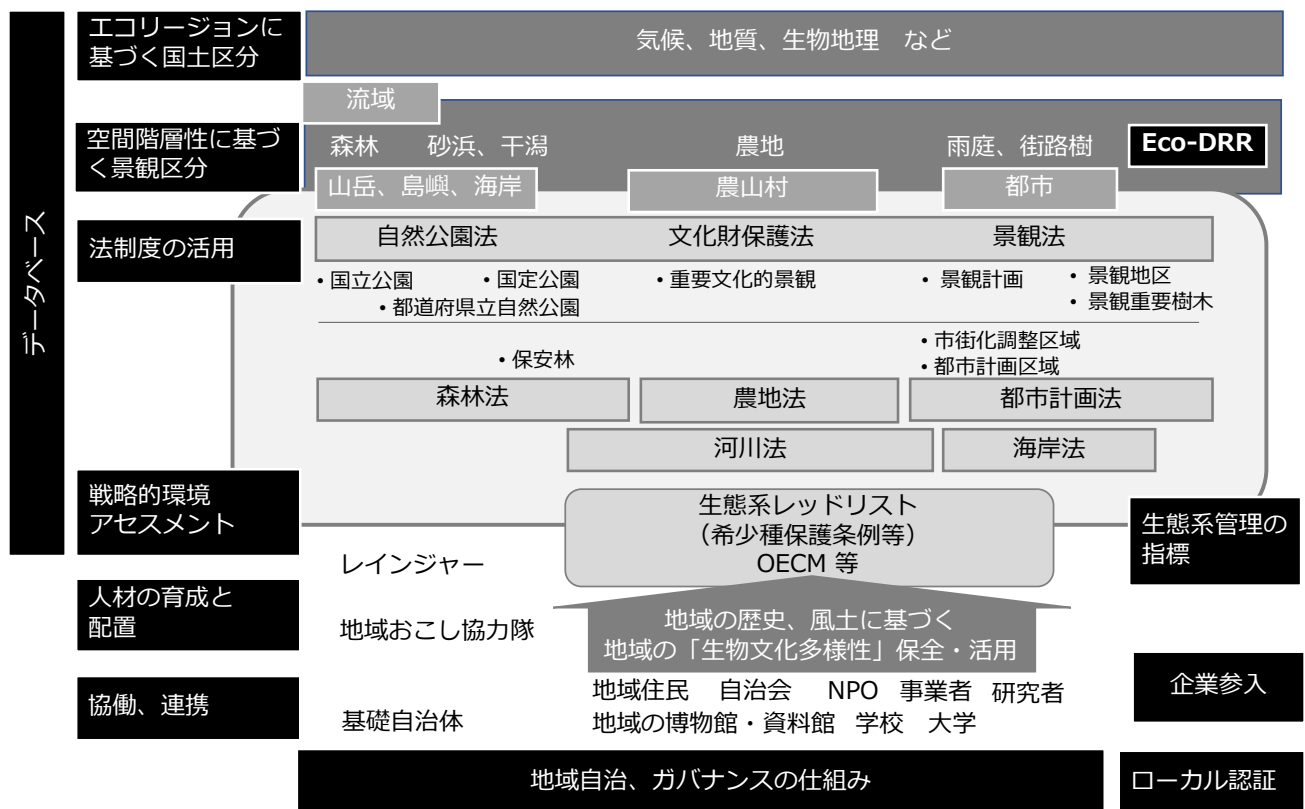 データベース
エコリージョンに
基づく国土区分
気候、地質、生物地理　など
流域
空間階層性に基づ
く景観区分
森林　砂浜、干潟
農地
雨庭、街路樹
Eco-DRR
山岳、島嶼、海岸
農山村
都市
法制度の活用
自然公園法
文化財保護法
景観法
・国立公園
・国定公園
・都道府県立自然公園
・重要文化的景観
・景観計画
・景観地区
・景観重要樹木
・保安林
・市街化調整区域
・都市計画区域
森林法
農地法
都市計画法
河川法
海岸法
戦略的環境
アセスメント
生態系レッドリスト
（希少種保護条例等）
OECM 等
生態系管理の
指標
レインジャー
人材の育成と
配置
地域おこし協力隊
地域の歴史、風土に基づく
地域の「生物文化多様性」保全・活用
企業参入
協働、連携
基礎自治体
地域住民　自治会　NPO　事業者　研究者
地域の博物館・資料館　学校　大学
地域自治、ガバナンスの仕組み
ローカル認証